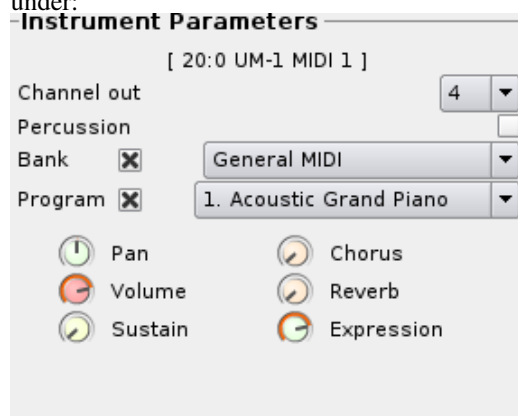 under:
Instrument Parameters
[ 20:0 UM-1 MIDI 1 ]
Channel out 4
Percussion
Bank General MIDI
Program 1. Acoustic Grand Piano
Pan Chorus
Volume Reverb
Sustain Expression